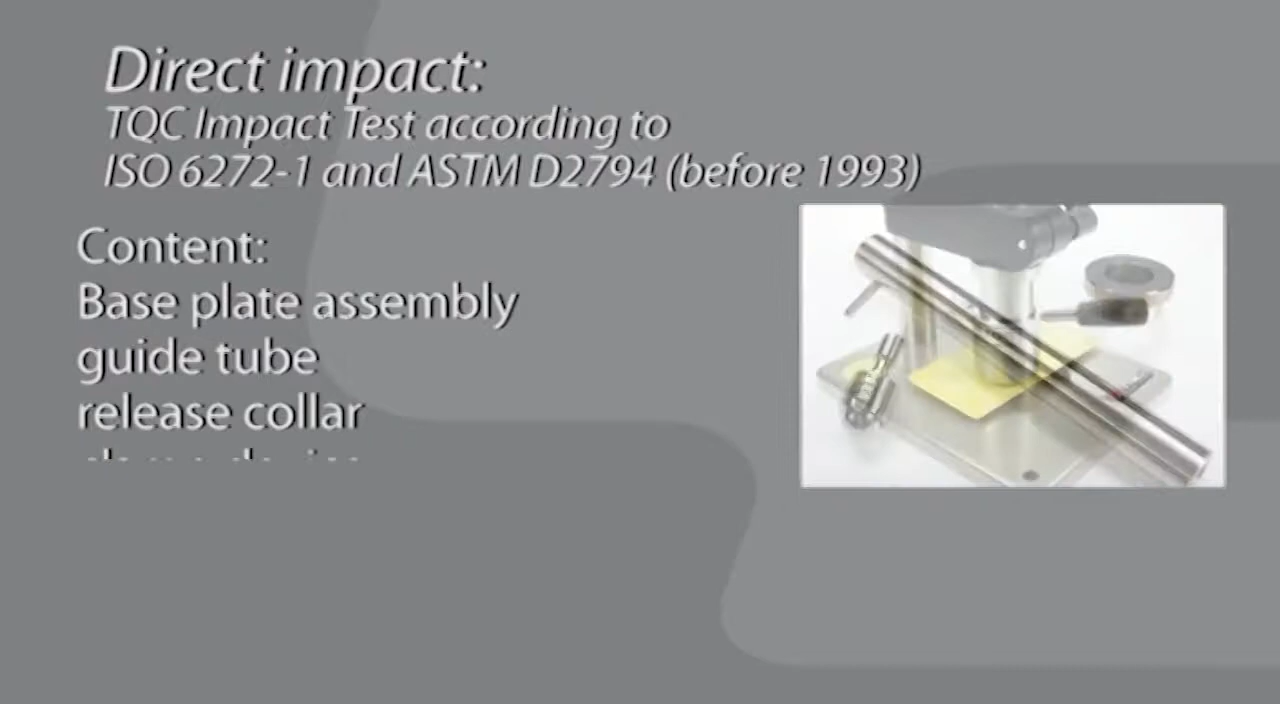 Direct impact:
TQC Impact Test according to
ISO 6272-1 and ASTM D2794 (before 1993)
Content:
Base plate assembly
guide tube
release collar